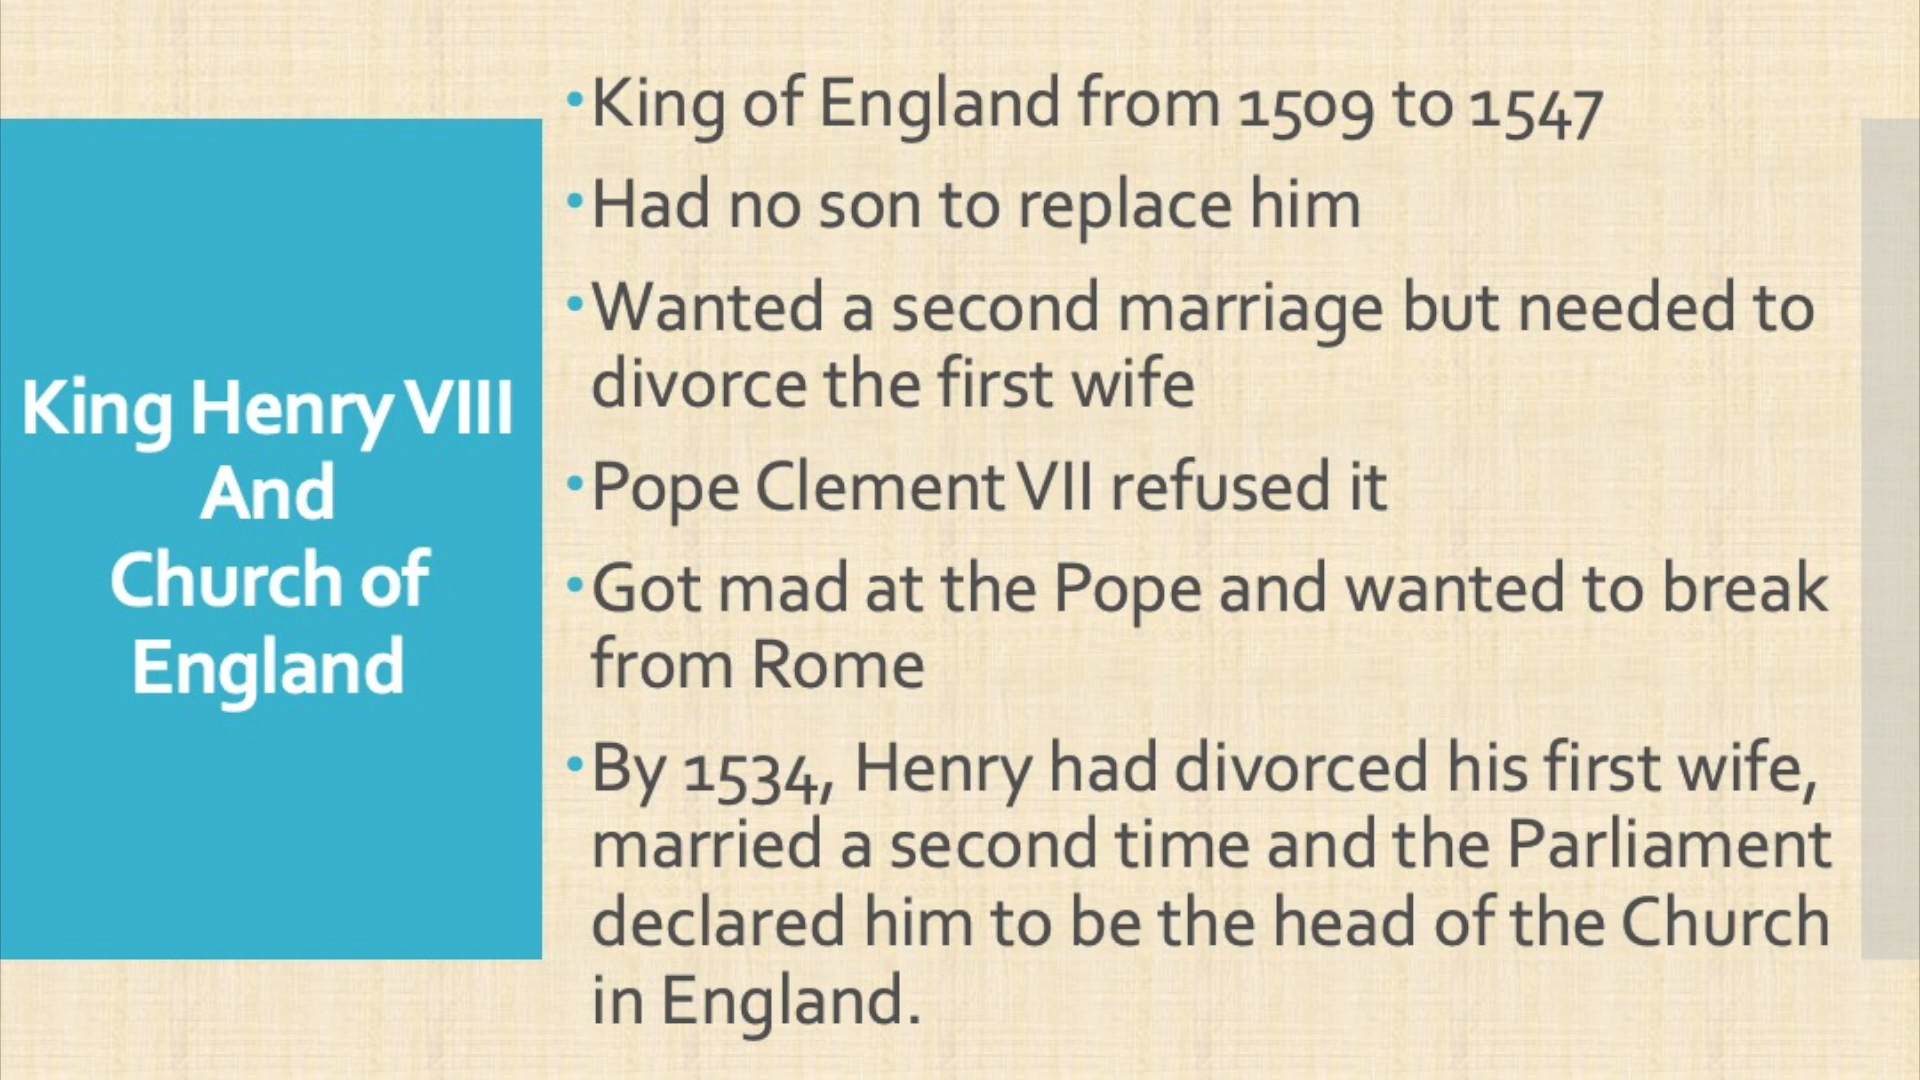 King Henry VIII
And
Church of
England
•King of England from 1509 to 1547
•Had no son to replace him
•Wanted a second marriage but needed to
divorce the first wife
•Pope Clement VII refused it
•Got mad at the Pope and wanted to break
from Rome
•By 1534, Henry had divorced his first wife,
married a second time and the Parliament
declared him to be the head of the Church
in England.